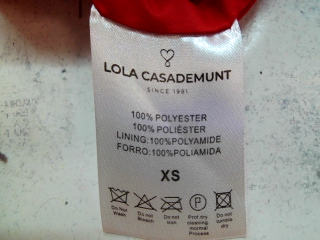 LOLA CASADEMUNT
SINCE 1981
100% POLYESTER
100% POLIÉSTER
LINING:100%POLYAMIDE
FORRO:100%POLIAMIDA
XS
P
Do Not Wash
Do not Bleach
Do not Iron
Prof.dry cleaning normal Process
Do not tumble dry